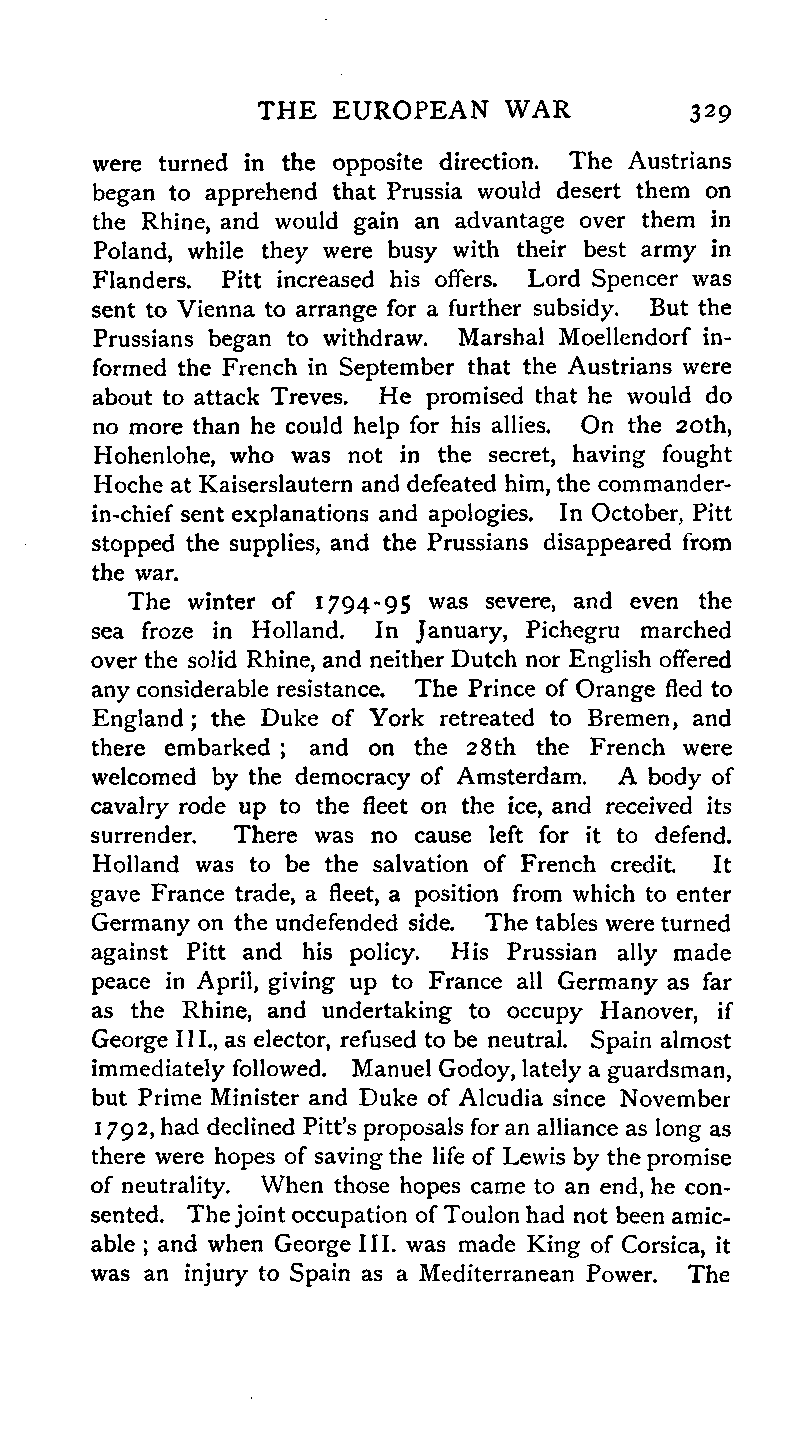 THE EUROPEAN WAR 329
were turned in the opposite direction. The Austrians
began to apprehend that Prussia would desert them on
the Rhine, and would gain an advantage over them in
Poland, while they were busy with their best army in
Flanders. Pitt increased his offers. Lord Spencer was
sent to Vienna to arrange for a further subsidy. But the
Prussians began to withdraw. Marshal Moellendorf in-
formed the French in September that the Austrians were
about to attack Treves. He promised that he would do
no more than he could help for his allies. On the 20th,
Hohenlohe, who was not in the secret, having fought
Hoche at Kaiserslautern and defeated him, the commander-
in-chief sent explanations and apologies. In October, Pitt
stopped the supplies, and the Prussians disappeared from
the war.
The winter of 1794-95 was severe, and even the
sea froze in Holland. In January, Pichegru marched
over the solid Rhine, and neither Dutch nor English offered
any considerable resistance. The Prince of Orange fled to
England ; the Duke of York retreated to Bremen, and
there embarked ; and on the 28th the French were
welcomed by the democracy of Amsterdam. A body of
cavalry rode up to the fleet on the ice, and received its
surrender. There was no cause left for it to defend.
Holland was to be the salvation of French credit. It
gave France trade, a fleet, a position from which to enter
Germany on the undefended side. The tables were turned
against Pitt and his policy. His Prussian ally made
peace in April, giving up to France all Germany as far
as the Rhine, and undertaking to occupy Hanover, if
George III., as elector, refused to be neutral. Spain almost
immediately followed. Manuel Godoy, lately a guardsman,
but Prime Minister and Duke of Alcudia since November
1792, had declined Pitt's proposals for an alliance as long as
there were hopes of saving the life of Lewis by the promise
of neutrality. When those hopes came to an end, he con-
sented. The joint occupation of Toulon had not been amic-
able ; and when George III. was made King of Corsica, it
was an injury to Spain as a Mediterranean Power. The